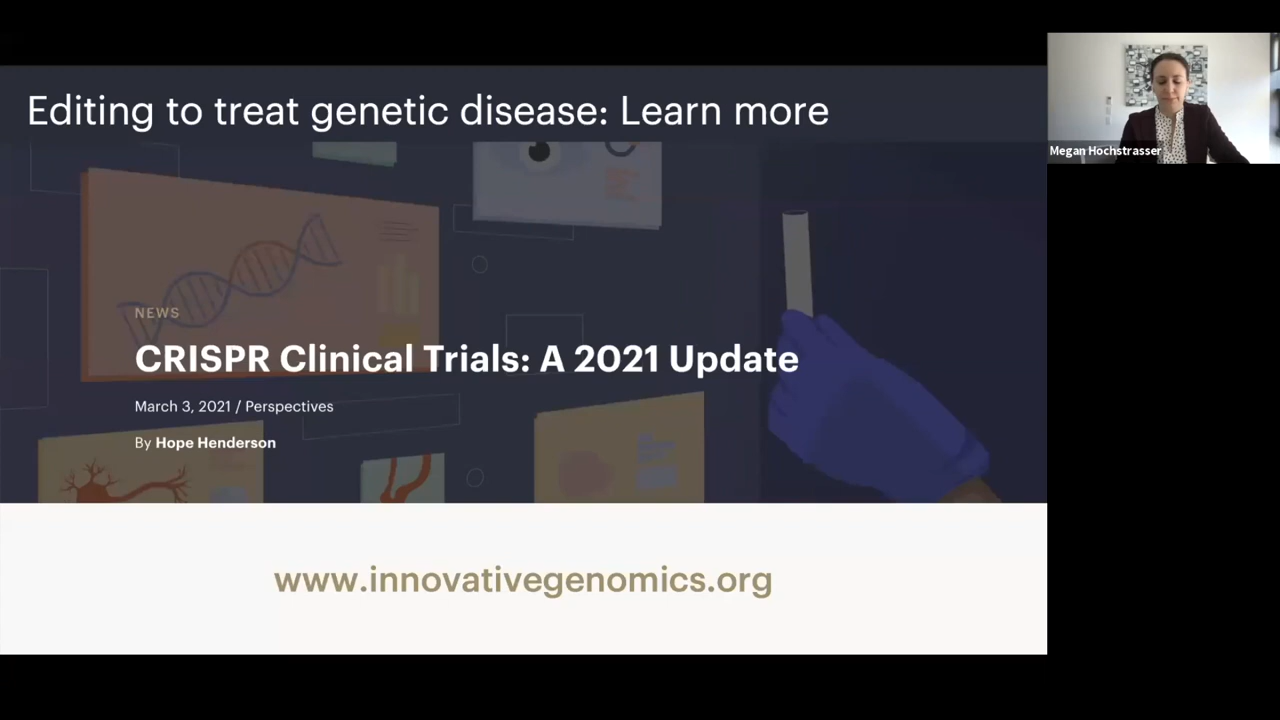 Editing to treat genetic disease: Learn more
NEWS
CRISPR Clinical Trials: A 2021 Update
March 3, 2021 / Perspectives
By Hope Henderson
www.innovativegenomics.org
Megan Hochstrasser